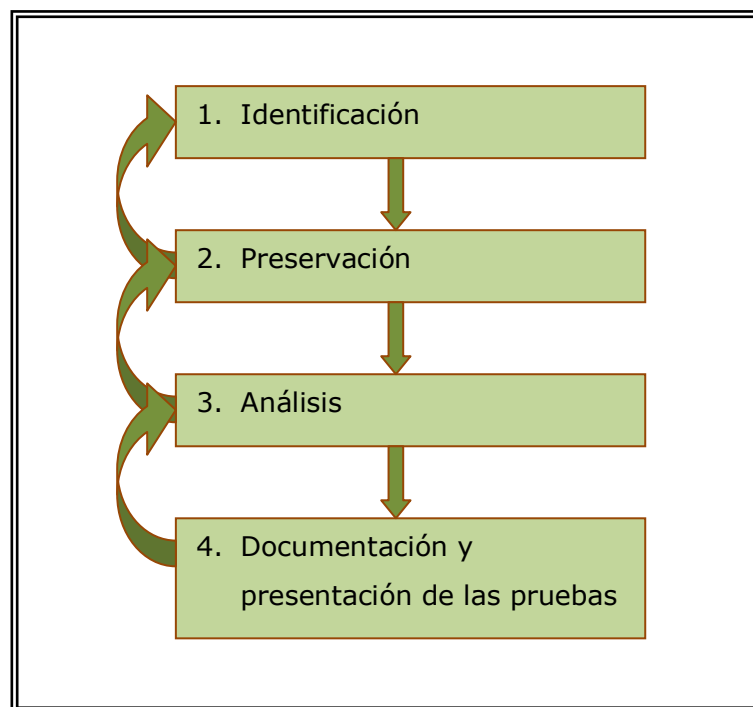 1. Identificación
2. Preservación
3. Análisis
4. Documentación y
presentación de las pruebas